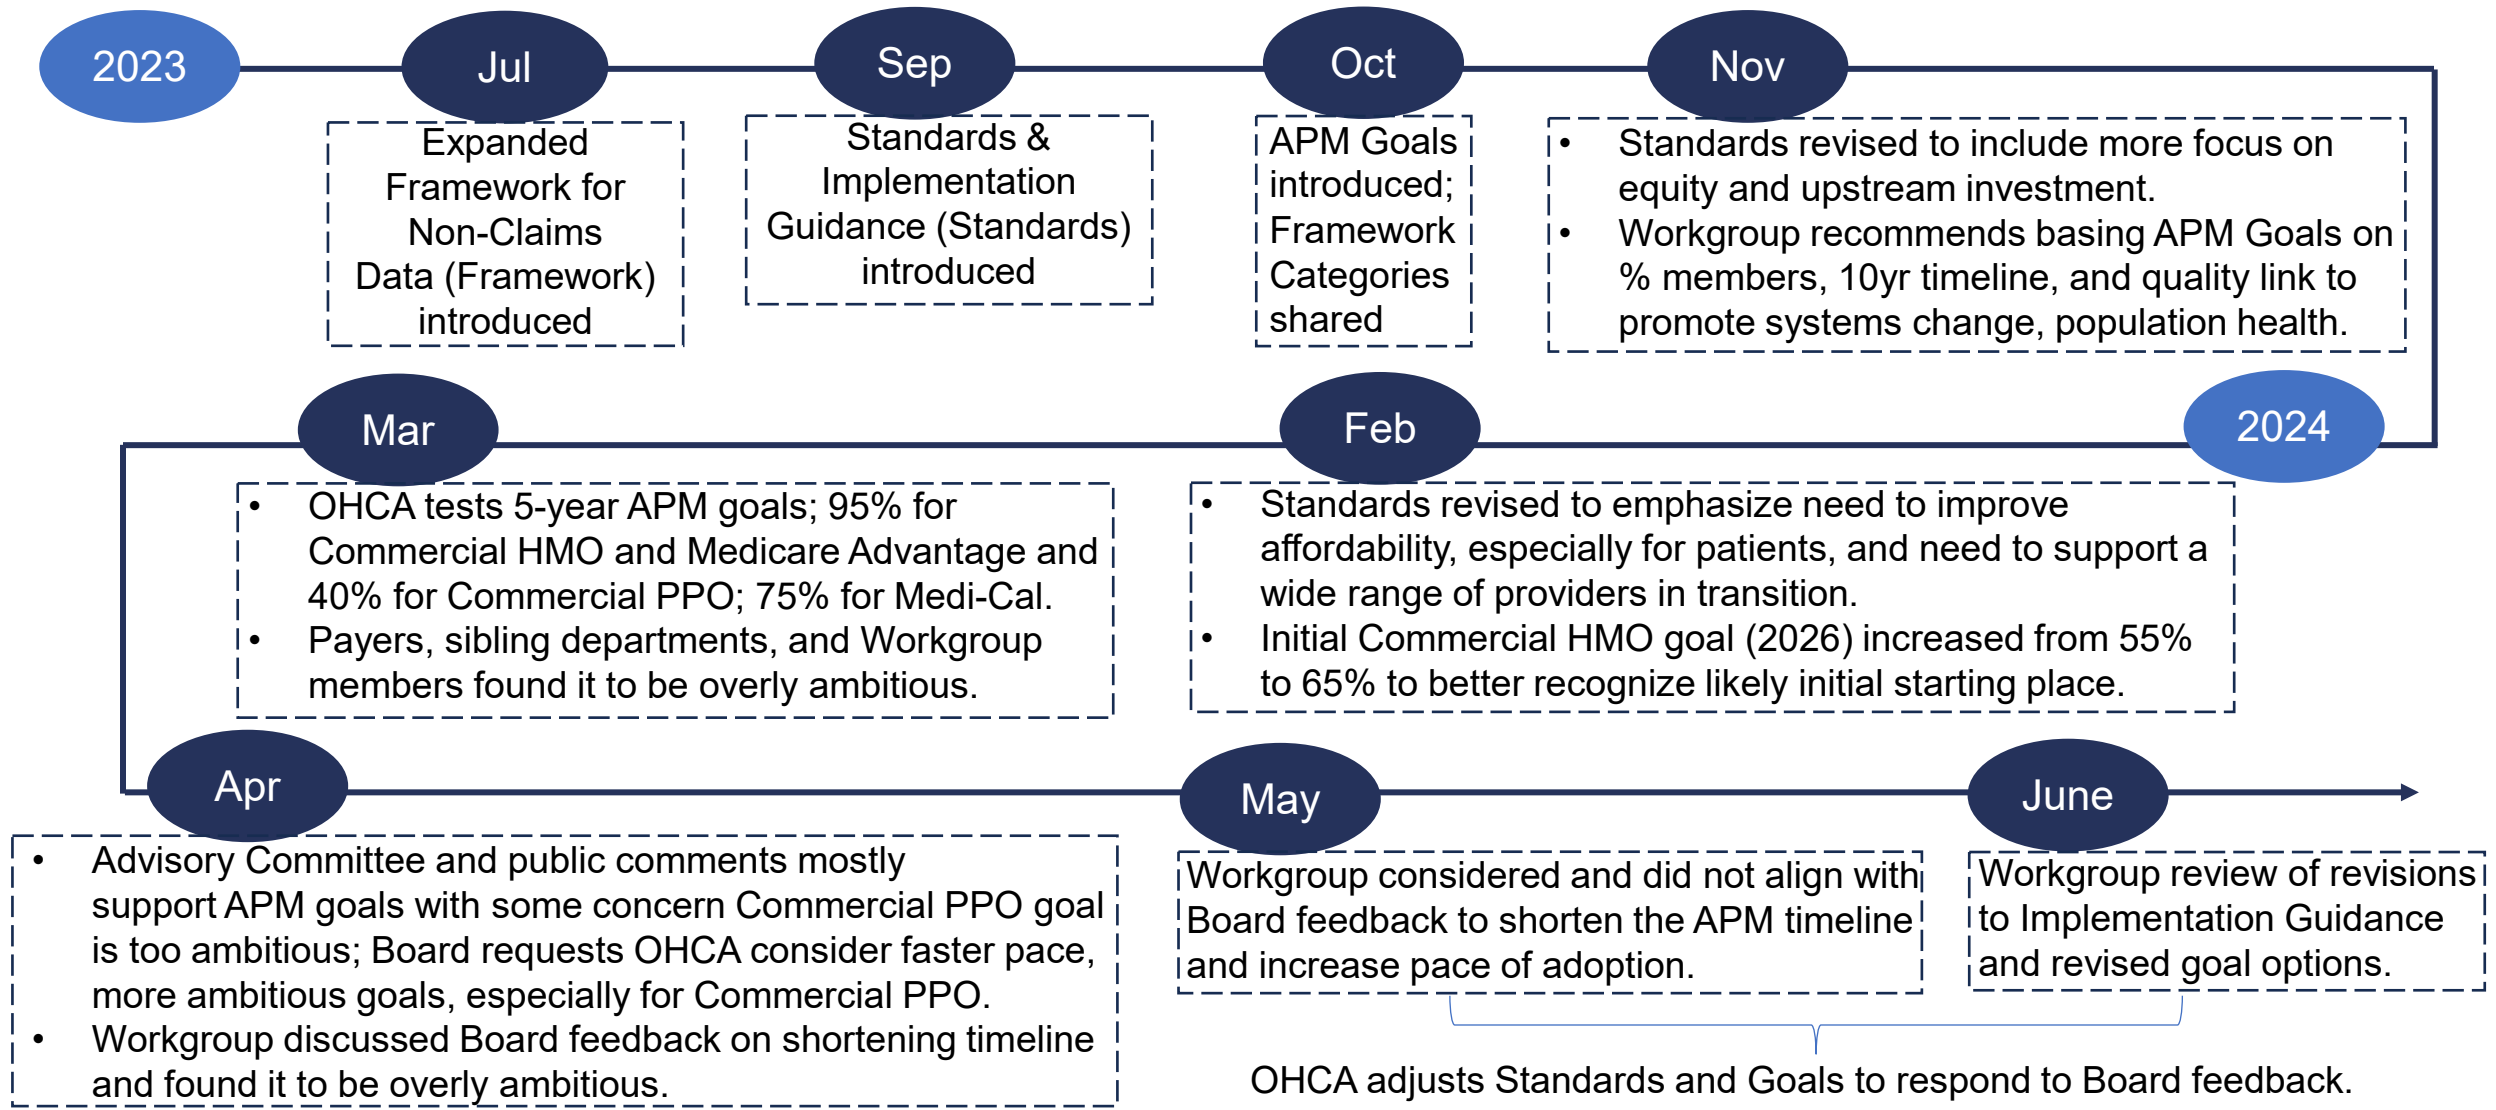 2023
Jul
Expanded
Framework for
Non-Claims
Data (Framework)
introduced
Sep
Standards &
Implementation
Guidance (Standards)
introduced
Oct
APM Goals
introduced;
Framework
Categories
shared
Nov
• Standards revised to include more focus on
equity and upstream investment.
• Workgroup recommends basing APM Goals on
% members, 10yr timeline, and quality link to
promote systems change, population health.
2024
Feb
• Standards revised to emphasize need to improve
affordability, especially for patients, and need to support a
wide range of providers in transition.
• Initial Commercial HMO goal (2026) increased from 55%
to 65% to better recognize likely initial starting place.
Mar
• OHCA tests 5-year APM goals; 95% for
Commercial HMO and Medicare Advantage and
40% for Commercial PPO; 75% for Medi-Cal.
• Payers, sibling departments, and Workgroup
members found it to be overly ambitious.
Apr
• Advisory Committee and public comments mostly
support APM goals with some concern Commercial PPO goal
is too ambitious; Board requests OHCA consider faster pace,
more ambitious goals, especially for Commercial PPO.
• Workgroup discussed Board feedback on shortening timeline
and found it to be overly ambitious.
May
Workgroup considered and did not align with
Board feedback to shorten the APM timeline
and increase pace of adoption.
June
Workgroup review of revisions
to Implementation Guidance
and revised goal options.
OHCA adjusts Standards and Goals to respond to Board feedback.